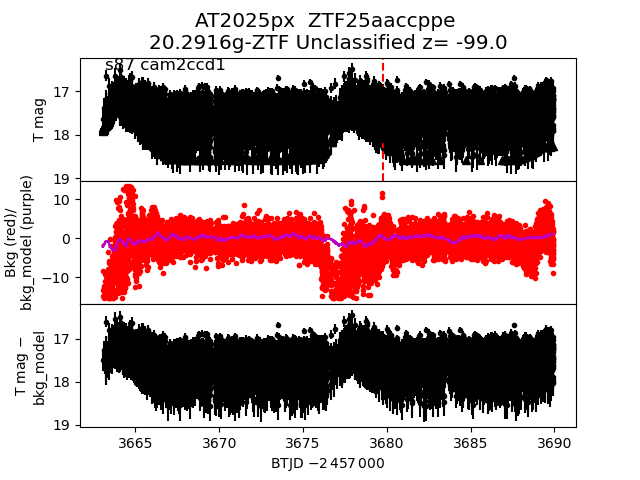 AT2025px  ZTF25aaccppe
20.2916g-ZTF Unclassified z= -99.0
s87 cam2ccd1
T mag
17
18
19
Bkg (red)/
bkg_model (purple)
10
0
−10
T mag −
bkg_model
17
18
19
3665 3670 3675 3680 3685 3690
BTJD −2 457 000